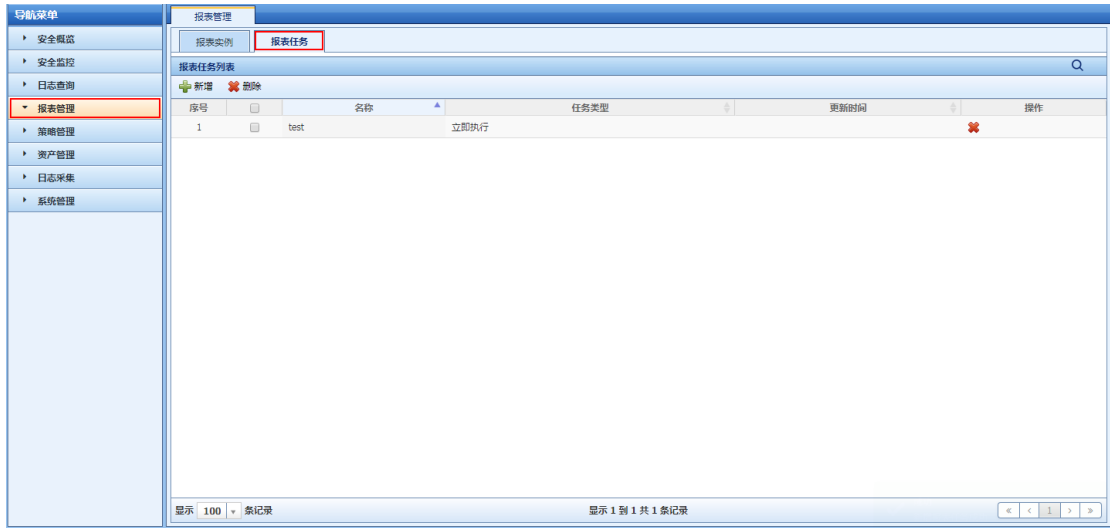 导航菜单
安全概览
安全监控
日志查询
报表管理
策略管理
资产管理
日志采集
系统管理
报表管理
报表实例 报表任务
报表任务列表
新增 删除
序号 名称 任务类型 更新时间 操作
1 test 立即执行
显示 100 条记录 显示 1 到 1 共 1 条记录 « ‹ 1 › »